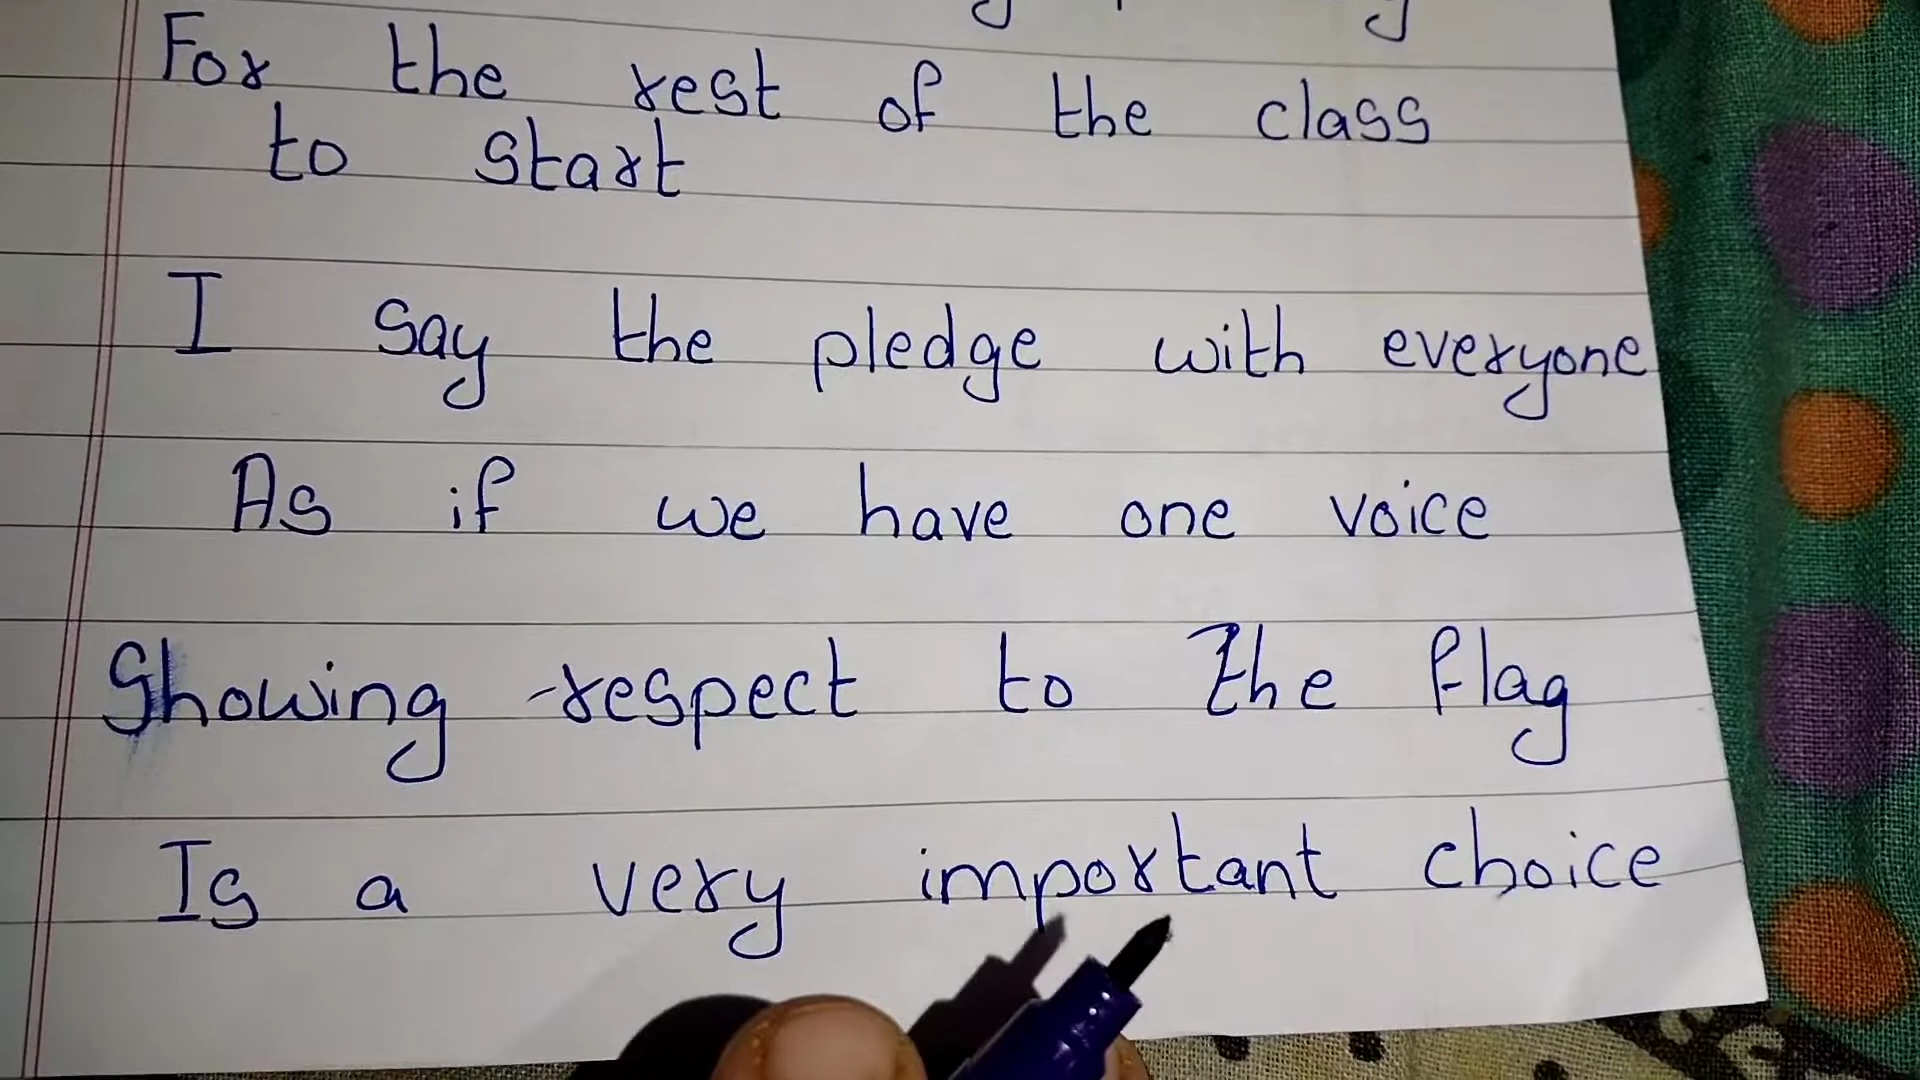 For the rest of the class
to start
I say the pledge with everyone
As if we have one voice
Showing respect to the flag
Is a very important choice